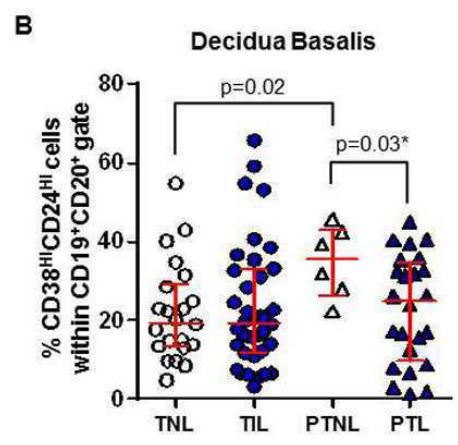 B
Decidua Basalis
% CD38ᴴᴵCD24ᴴᴵ cells
within CD19⁺CD20⁺ gate
80
60
40
20
0
p=0.02
p=0.03*
TNL TIL PTNL PTL